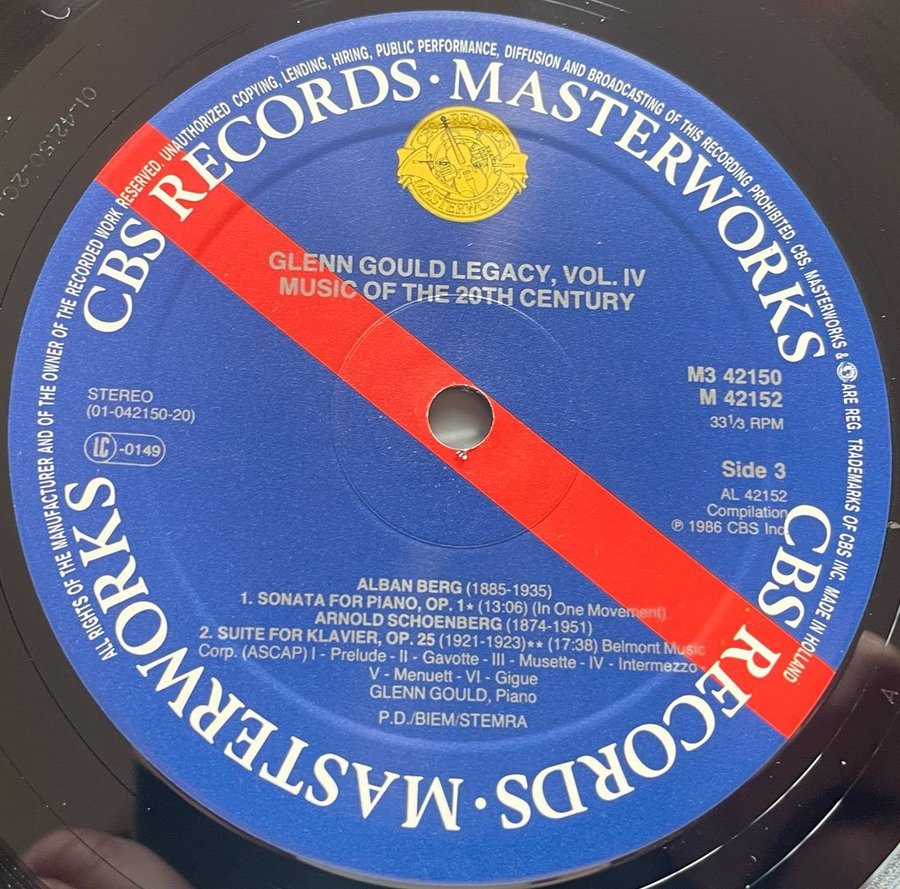 ALL RIGHTS OF THE MANUFACTURER AND OF THE OWNER OF THE RECORDED WORK RESERVED. UNAUTHORIZED COPYING, LENDING, HIRING, PUBLIC PERFORMANCE, DIFFUSION AND BROADCASTING OF THIS RECORDING PROHIBITED. CBS, MASTERWORKS & ARE REG. TRADEMARKS OF CBS INC. MADE IN HOLLAND
CBS RECORDS · MASTERWORKS
CBS RECORDS
MASTERWORKS
GLENN GOULD LEGACY, VOL. IV
MUSIC OF THE 20TH CENTURY
M3 42150
M 42152
33 1/3 RPM
STEREO
(01-042150-20)
LC-0149
Side 3
AL 42152
Compilation
℗ 1986 CBS Inc
ALBAN BERG (1885-1935)
1. SONATA FOR PIANO, OP. 1★ (13:06) (In One Movement)
ARNOLD SCHOENBERG (1874-1951)
2. SUITE FOR KLAVIER, OP. 25 (1921-1923)★★ (17:38) Belmont Music
Corp. (ASCAP) I - Prelude - II - Gavotte - III - Musette - IV - Intermezzo
V - Menuett - VI - Gigue
GLENN GOULD, Piano
P.D./BIEM/STEMRA
CBS RECORDS · MASTERWORKS
A